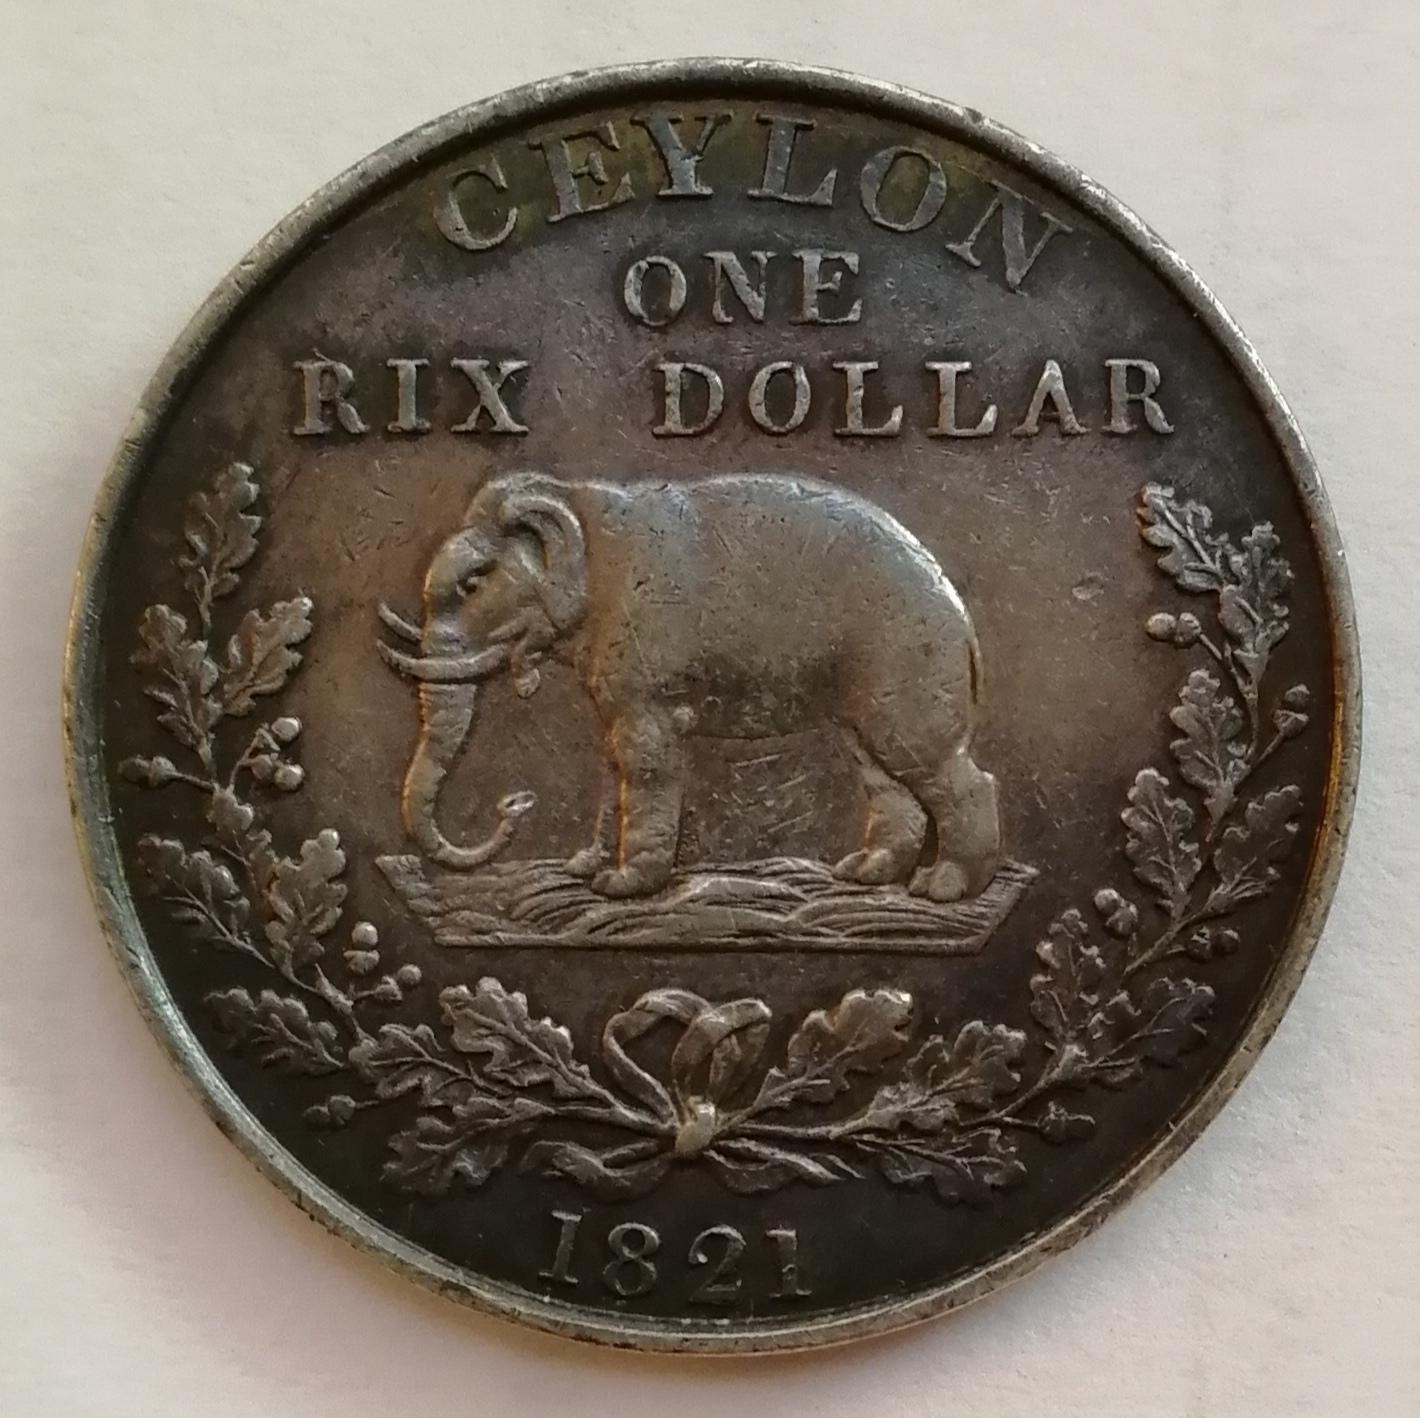 CEYLON
ONE
RIX DOLLAR
1821